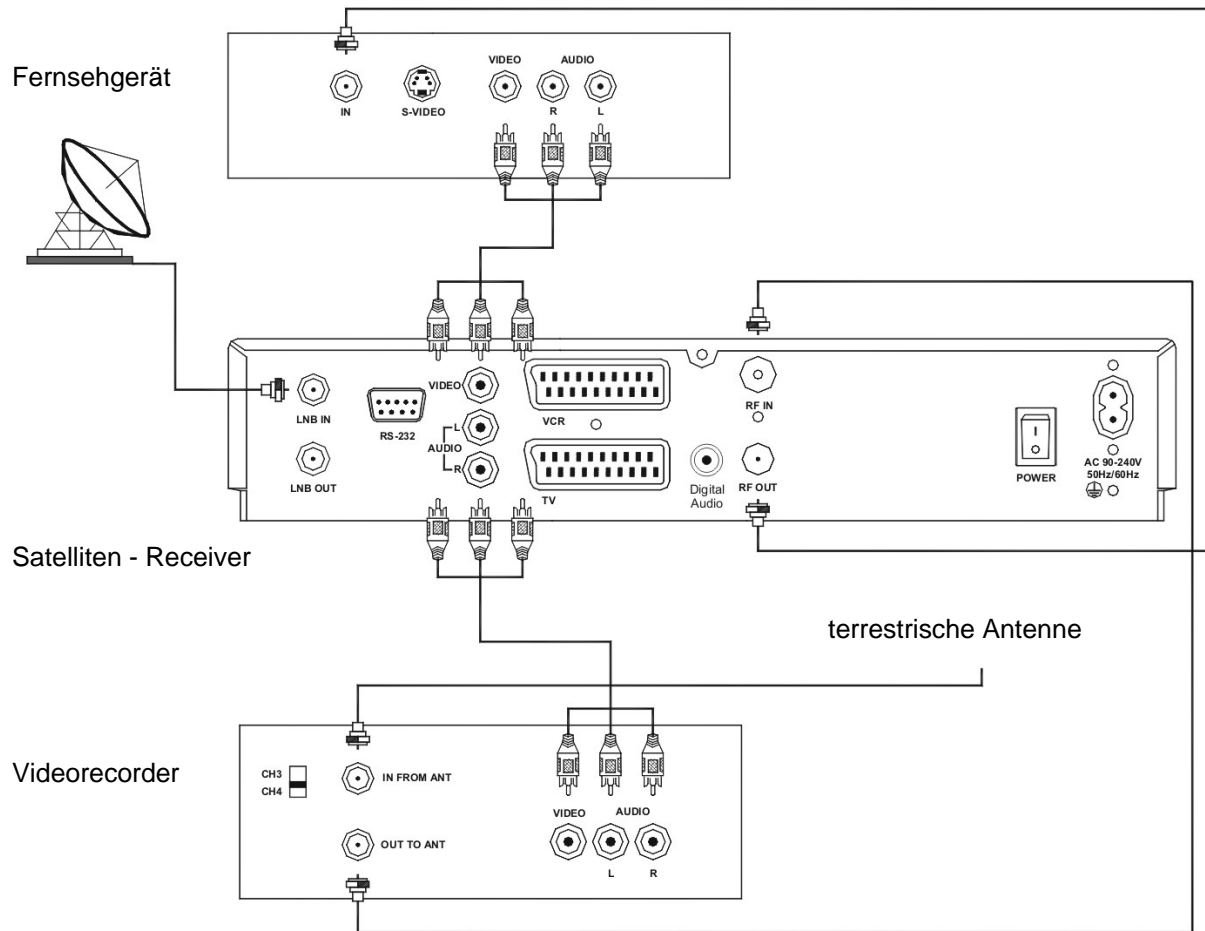 Fernsehgerät
VIDEO AUDIO
IN S-VIDEO R L
LNB IN
LNB OUT
RS-232
VIDEO
L
AUDIO
R
VCR
TV
Digital
Audio
RF IN
RF OUT
POWER
AC 90-240V
50Hz/60Hz
Satelliten - Receiver
terrestrische Antenne
Videorecorder
CH3
CH4
IN FROM ANT
OUT TO ANT
VIDEO AUDIO
L R